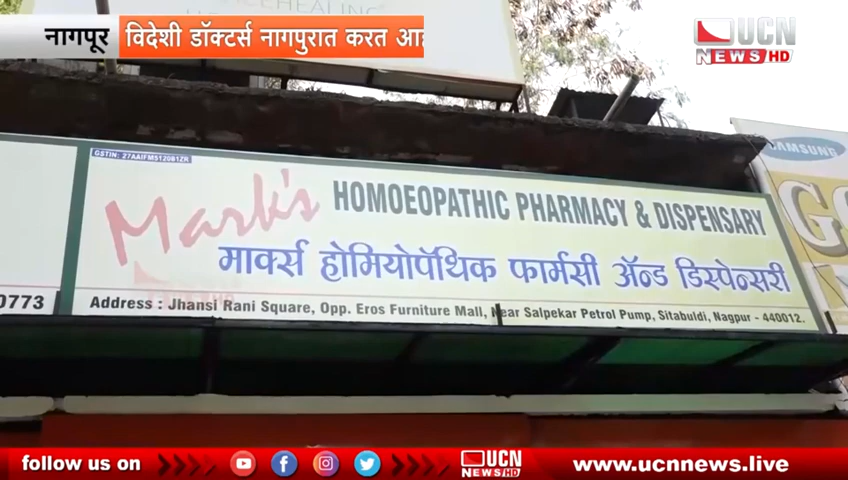 नागपूर विदेशी डॉक्टर्स नागपुरात करत
UCN
NEWS HD
HEALING
SAMSUNG
GSTIN: 27AAIFM5120B1ZR
Mark's HOMOEOPATHIC PHARMACY & DISPENSARY
मार्क्स होमियोपॅथिक फार्मसी ॲन्ड डिस्पेन्सरी
0773
Address : Jhansi Rani Square, Opp. Eros Furniture Mall, Near Salpekar Petrol Pump, Sitabuldi, Nagpur - 440012.
follow us on UCN NEWS HD www.ucnnews.live